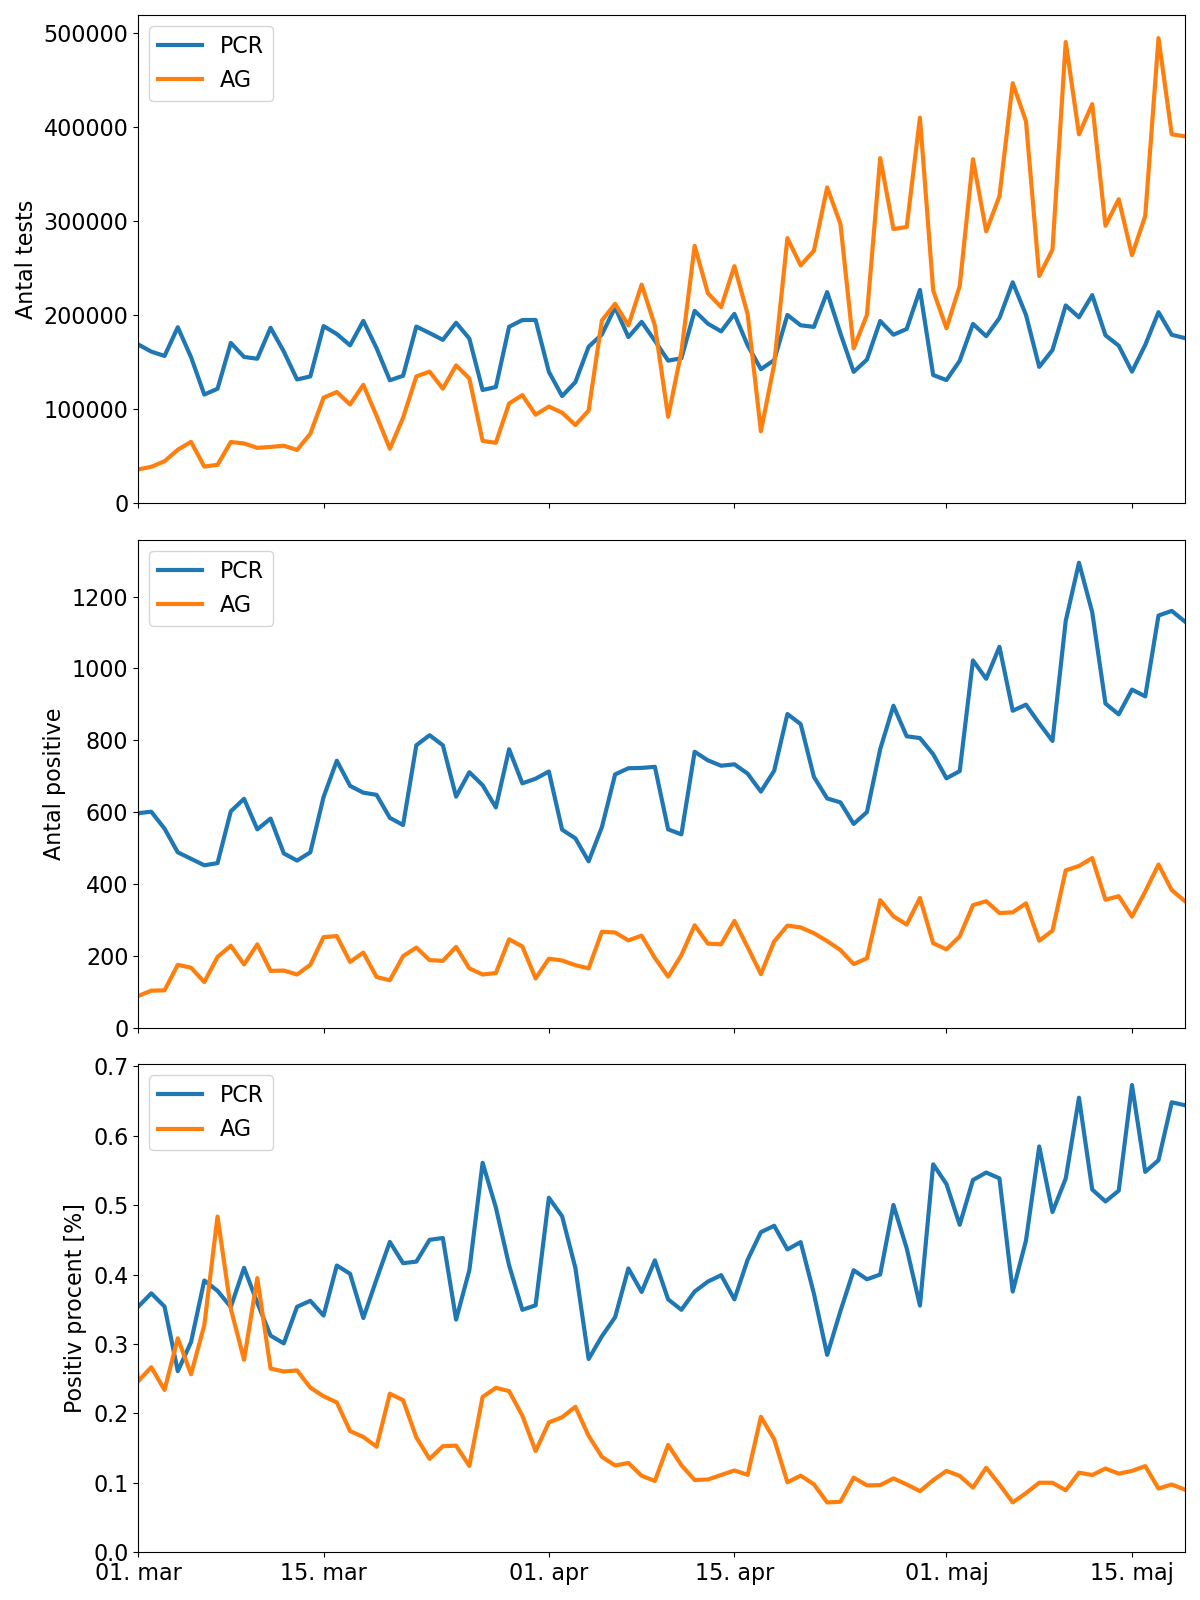 500000
400000
300000
200000
100000
0
Antal tests
PCR
AG
1200
1000
800
600
400
200
0
Antal positive
PCR
AG
0.7
0.6
0.5
0.4
0.3
0.2
0.1
0.0
Positiv procent [%]
PCR
AG
01. mar 15. mar 01. apr 15. apr 01. maj 15. maj